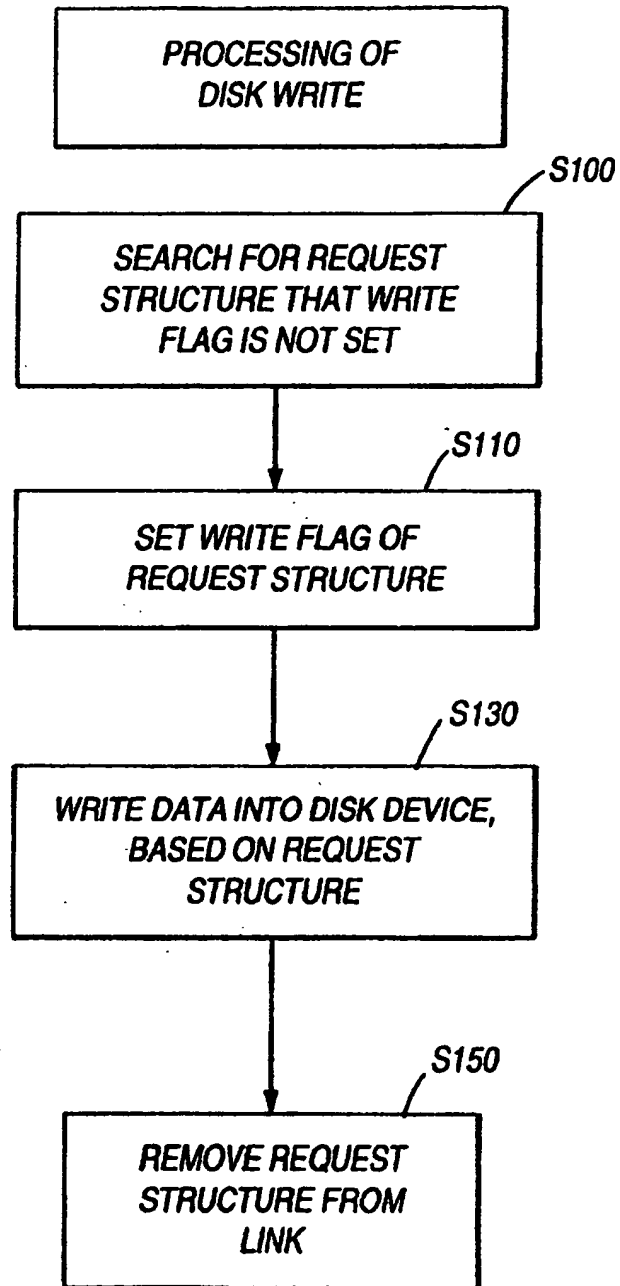 PROCESSING OF
DISK WRITE
S100
SEARCH FOR REQUEST
STRUCTURE THAT WRITE
FLAG IS NOT SET
S110
SET WRITE FLAG OF
REQUEST STRUCTURE
S130
WRITE DATA INTO DISK DEVICE,
BASED ON REQUEST
STRUCTURE
S150
REMOVE REQUEST
STRUCTURE FROM
LINK